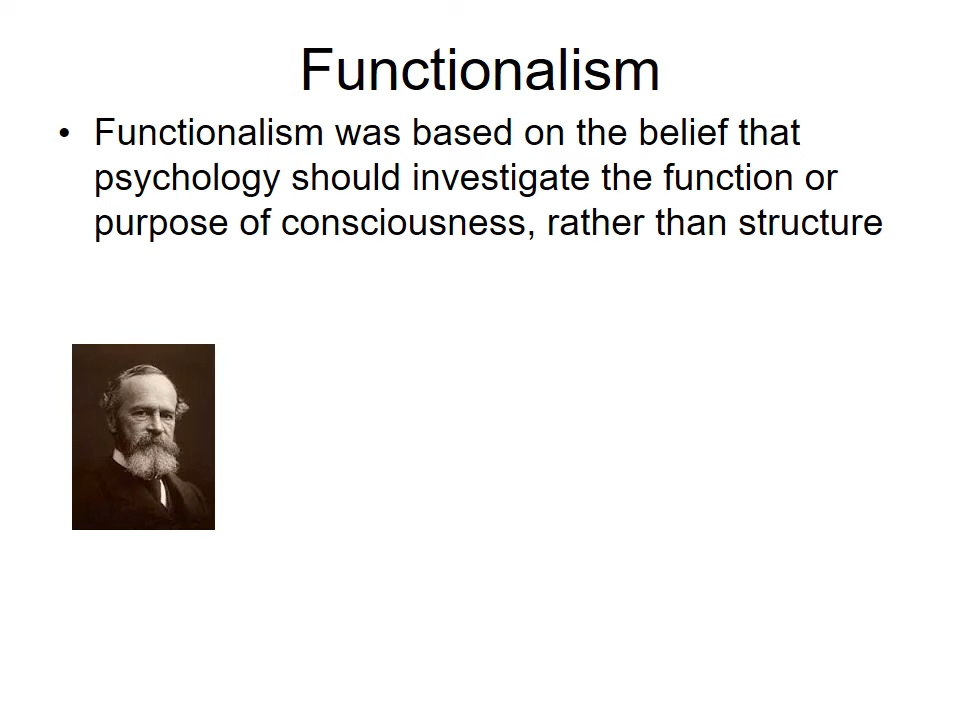 Functionalism
• Functionalism was based on the belief that
psychology should investigate the function or
purpose of consciousness, rather than structure